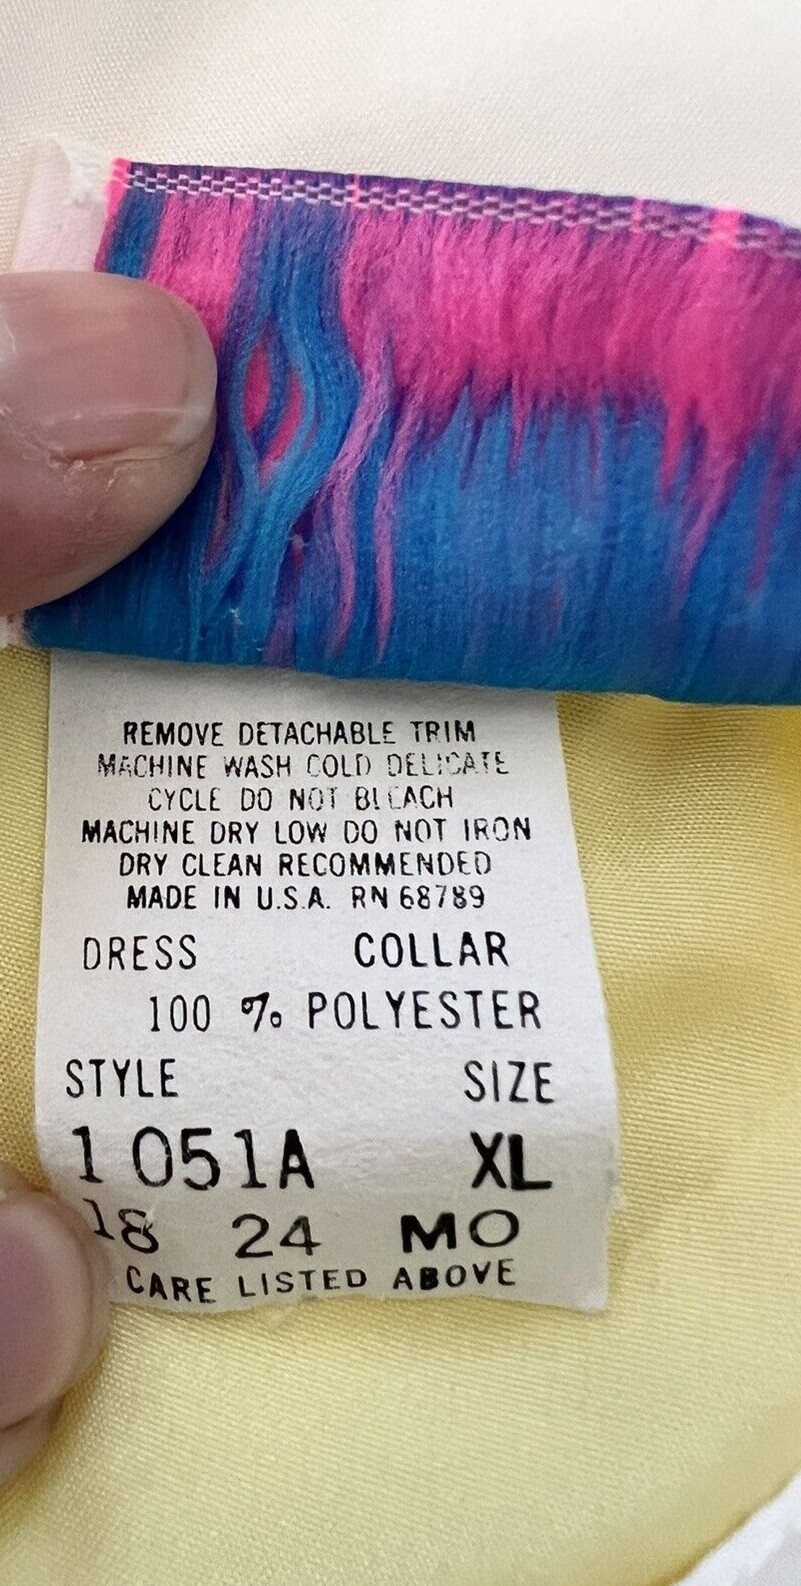 REMOVE DETACHABLE TRIM
MACHINE WASH COLD DELICATE
CYCLE DO NOT BLEACH
MACHINE DRY LOW DO NOT IRON
DRY CLEAN RECOMMENDED
MADE IN U.S.A. RN 68789
DRESS COLLAR
100 % POLYESTER
STYLE SIZE
1051A XL
18 24 MO
CARE LISTED ABOVE